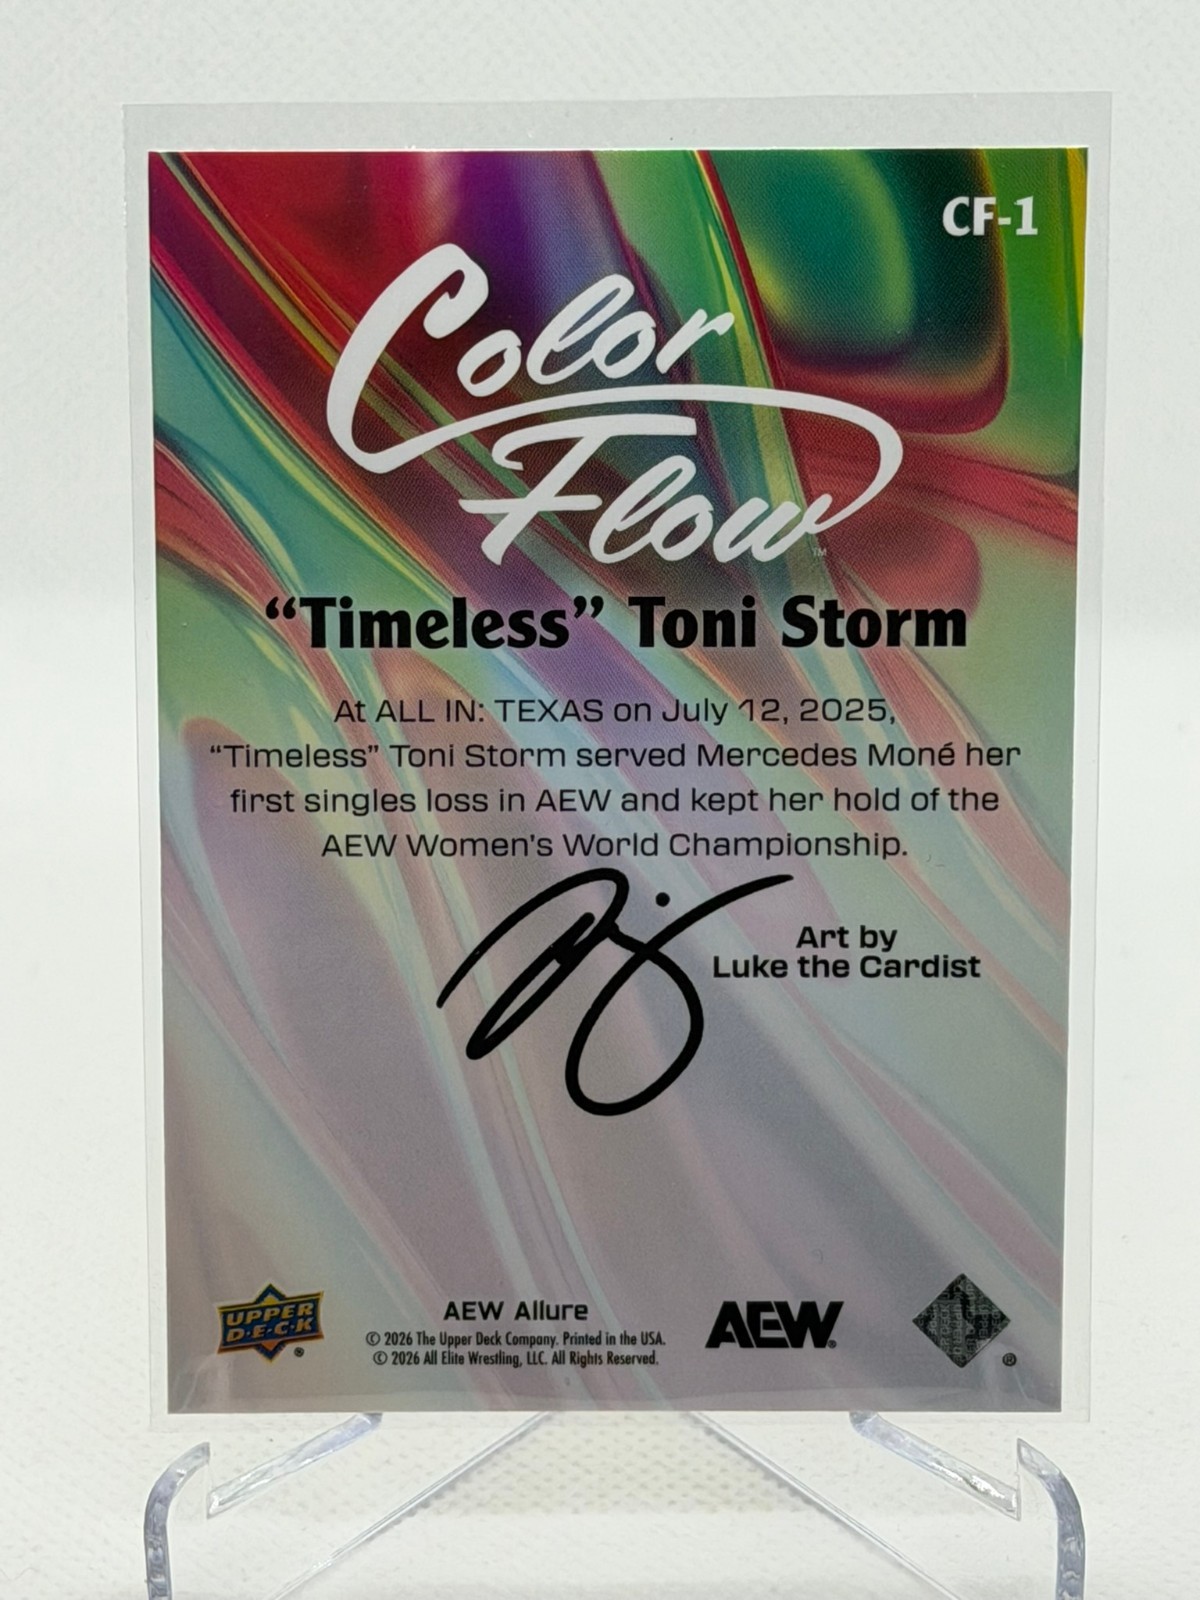 CF-1
Color
Flow™
“Timeless” Toni Storm
At ALL IN: TEXAS on July 12, 2025,
“Timeless” Toni Storm served Mercedes Moné her
first singles loss in AEW and kept her hold of the
AEW Women's World Championship.
Art by
Luke the Cardist
UPPER
D·E·C·K®
AEW Allure
© 2026 The Upper Deck Company. Printed in the USA.
© 2026 All Elite Wrestling, LLC. All Rights Reserved.
AEW®
®